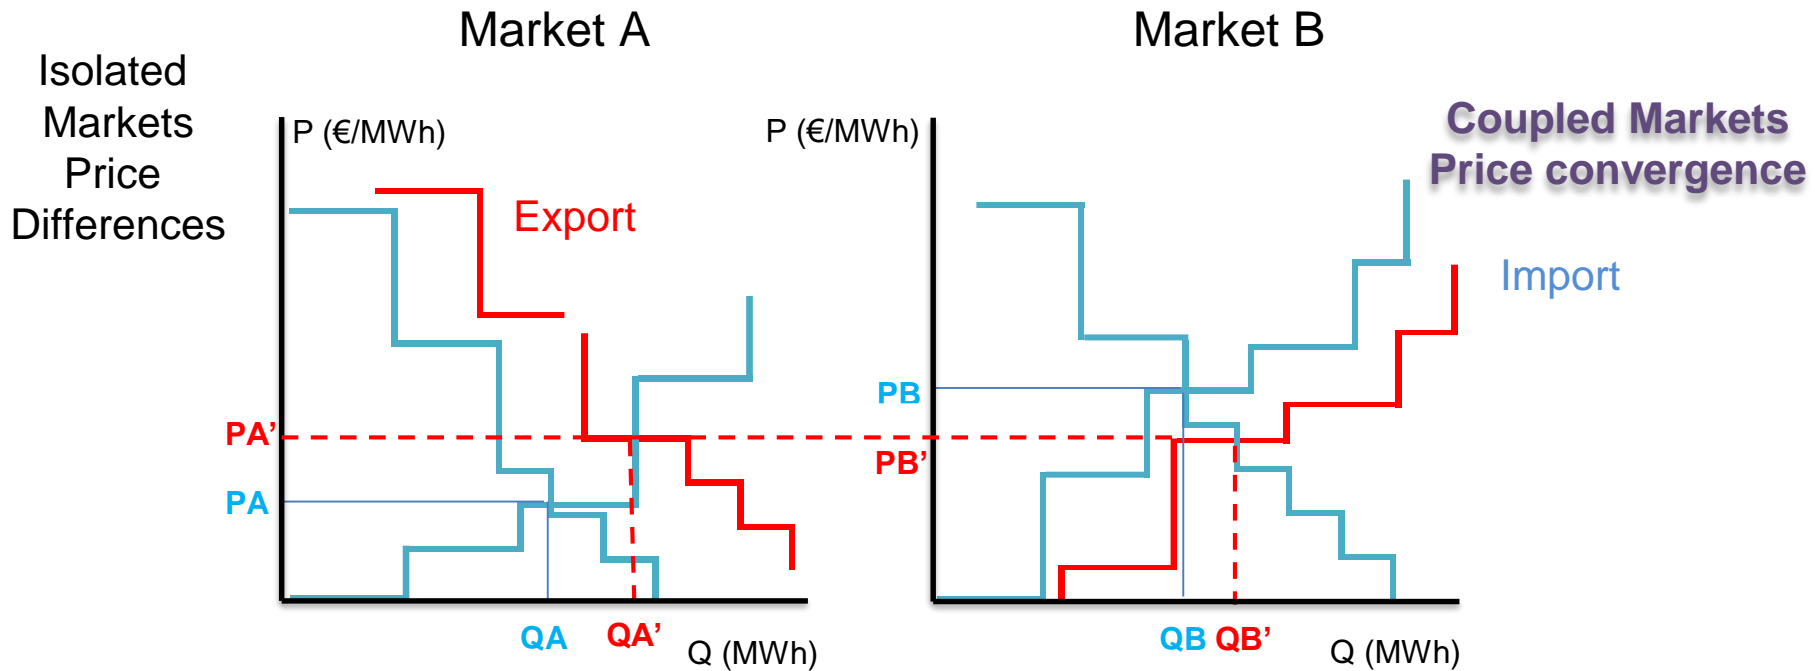 Market A
Market B
Isolated
Markets
Price
Differences
P (€/MWh)
P (€/MWh)
Coupled Markets
Price convergence
Export
Import
PB
PA’
PB’
PA
QA
QA’
Q (MWh)
QB
QB’
Q (MWh)